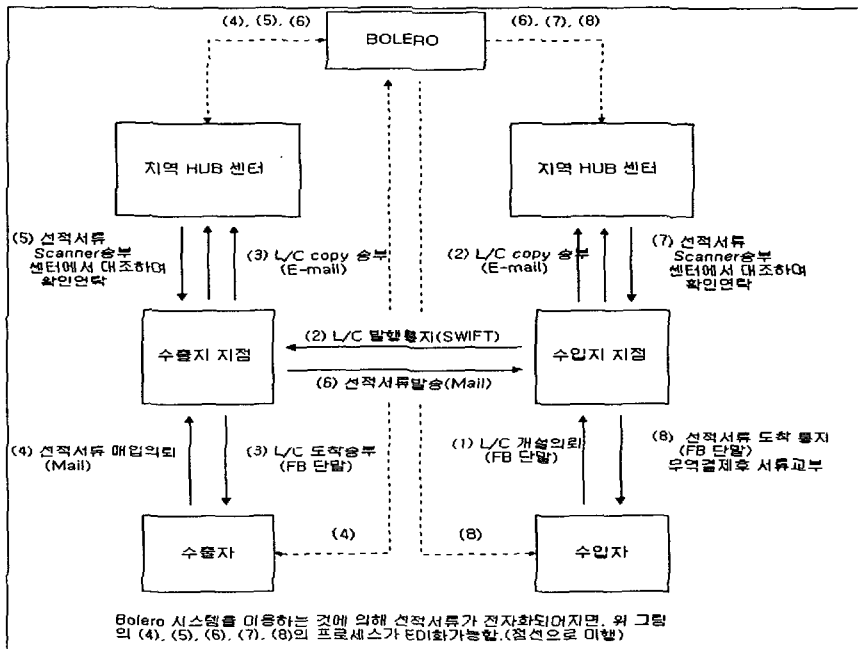 (4), (5), (6)
(6), (7), (8)
BOLERO
지역 HUB 센터
지역 HUB 센터
(5) 선적서류
Scanner송부
센터에서 대조하며
확인연락
(3) L/C copy 송부
(E-mail)
(2) L/C copy 송부
(E-mail)
(7) 선적서류
Scanner송부
센터에서 대조하여
확인연락
수출지 지점
(2) L/C 발행통지(SWIFT)
(6) 선적서류발송(Mail)
수입지 지점
(4) 선적서류 매입의뢰
(Mail)
(3) L/C 도착송부
(FB 단말)
(1) L/C 개설의뢰
(FB 단말)
(8) 선적서류 도착 통지
(FB 단말)
무역결제후 서류교부
수출자
(4)
(8)
수입자
Bolero 시스템을 이용하는 것에 의해 선적서류가 전자화되어지면, 위 그림
의 (4), (5), (6), (7), (8)의 프로세스가 EDI화가능함.(점선으로 이행)